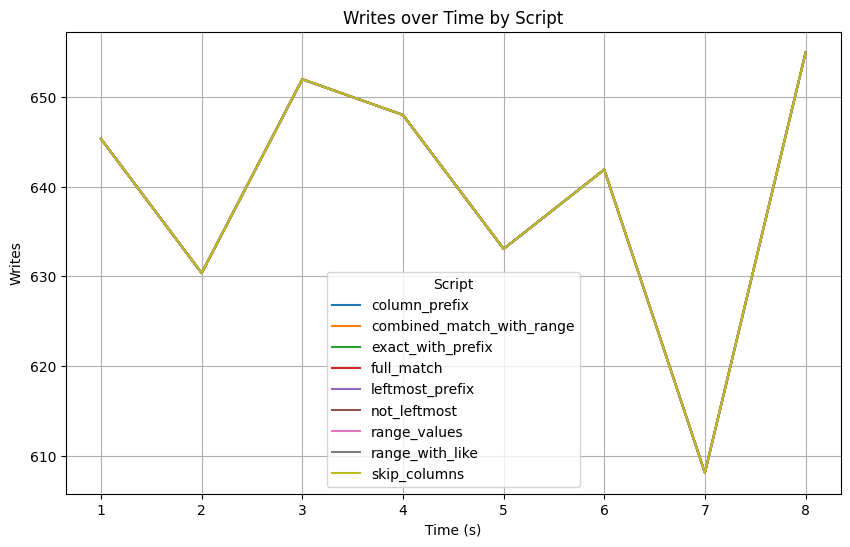 Writes over Time by Script
Writes
650
640
630
620
610
Script
column_prefix
combined_match_with_range
exact_with_prefix
full_match
leftmost_prefix
not_leftmost
range_values
range_with_like
skip_columns
1 2 3 4 5 6 7 8
Time (s)